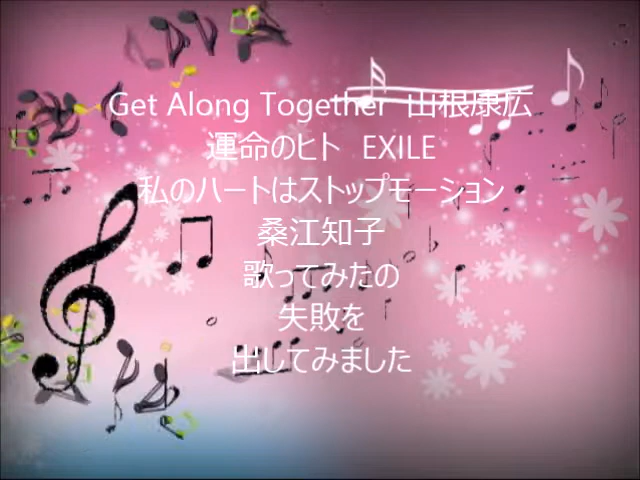 Get Along Together 山根康広
運命のヒト EXILE
私のハートはストップモーション
桑江知子
歌ってみたの
失敗を
出してみました